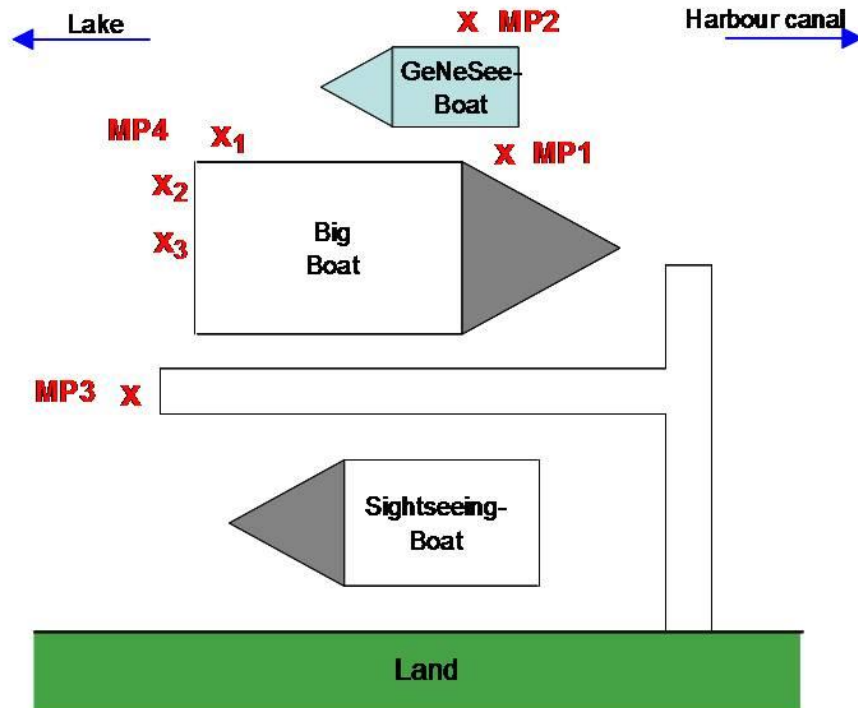 Lake
Harbour canal
X MP2
GeNeSee-
Boat
MP4 X1
X MP1
X2
X3
Big
Boat
MP3 X
Sightseeing-
Boat
Land